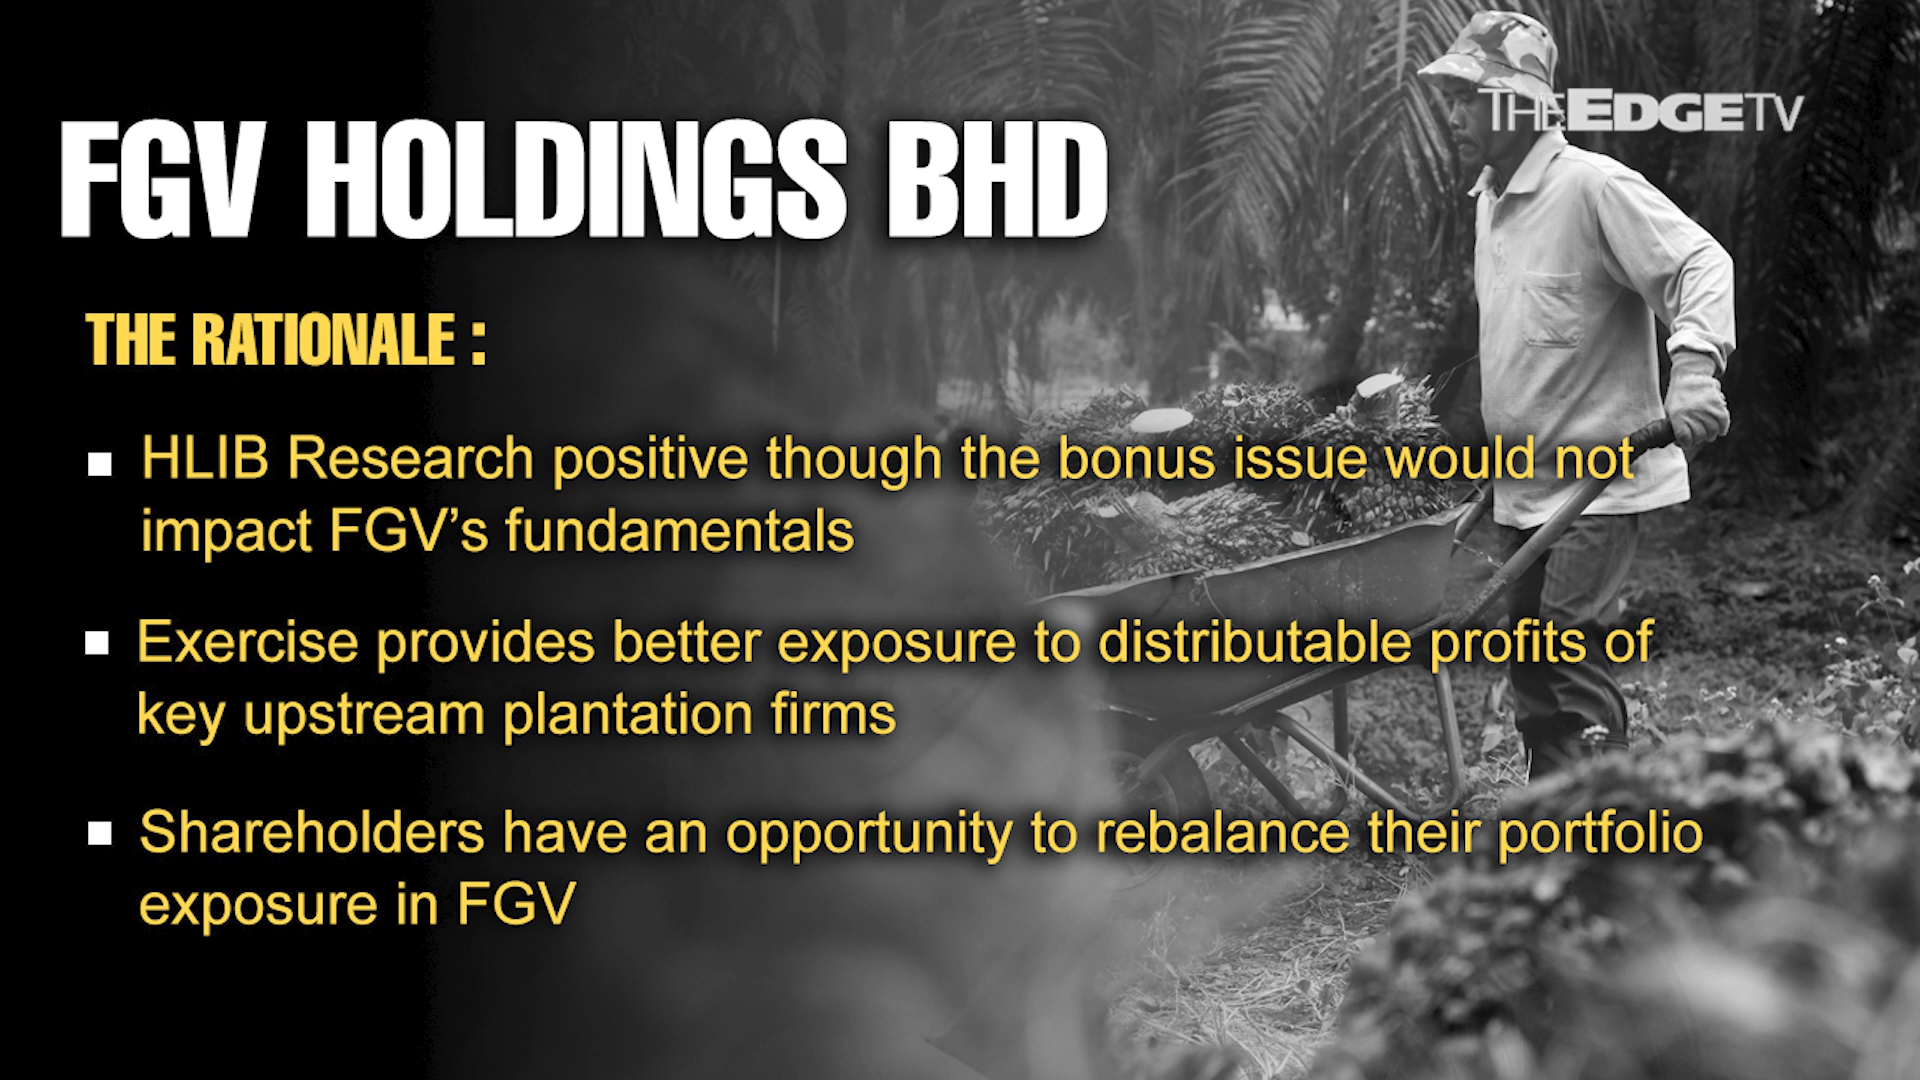 THEEDGETV
FGV HOLDINGS BHD
THE RATIONALE :
HLIB Research positive though the bonus issue would not
impact FGV’s fundamentals
Exercise provides better exposure to distributable profits of
key upstream plantation firms
Shareholders have an opportunity to rebalance their portfolio
exposure in FGV